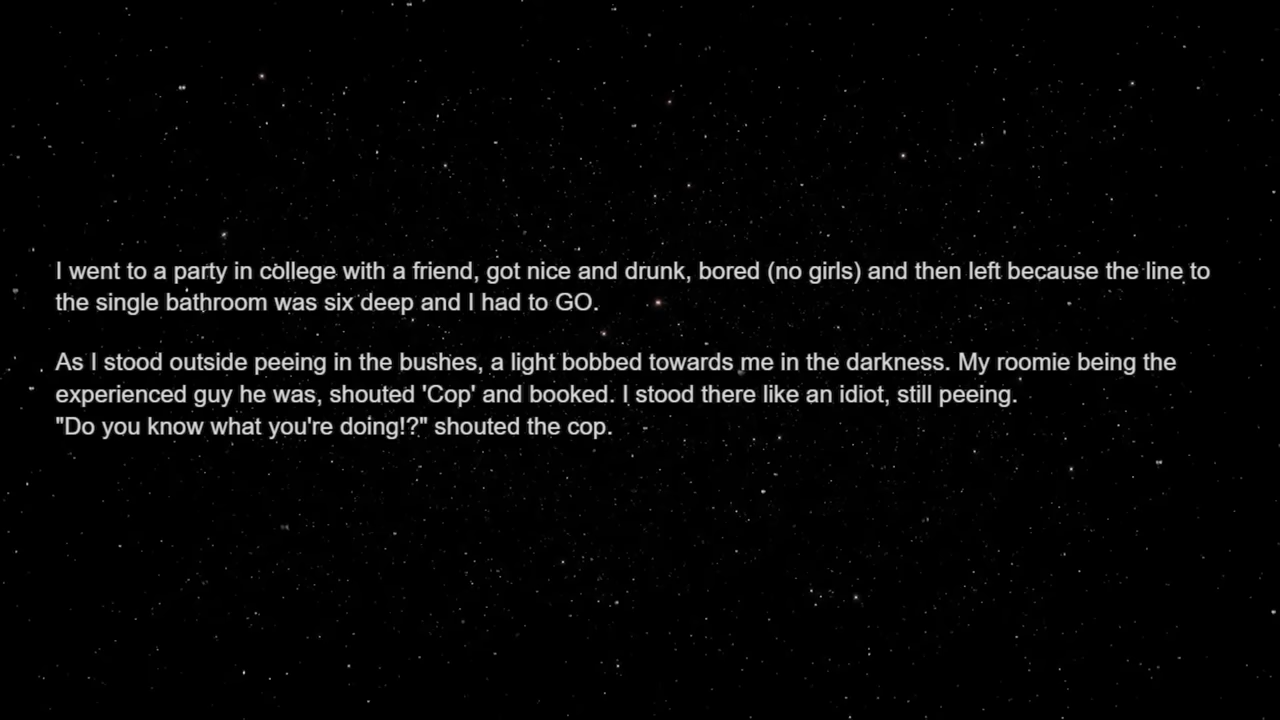 I went to a party in college with a friend, got nice and drunk, bored (no girls) and then left because the line to
the single bathroom was six deep and I had to GO.
As I stood outside peeing in the bushes, a light bobbed towards me in the darkness. My roomie being the
experienced guy he was, shouted 'Cop' and booked. I stood there like an idiot, still peeing.
"Do you know what you're doing!?" shouted the cop.